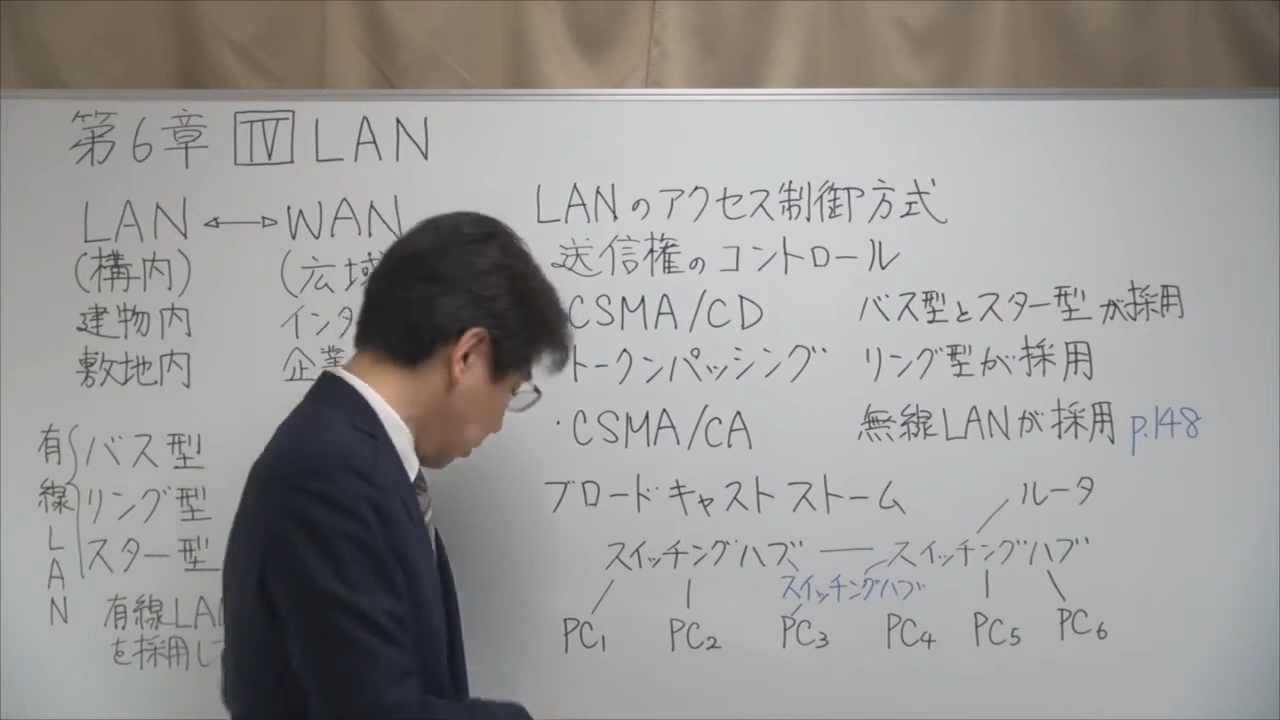 第6章 Ⅳ LAN
LAN ↔ WAN
(構内) (広域
建物内 インタ
敷地内 企業
有線LAN
バス型
リング型
スター型
有線LAN
を採用し
LANのアクセス制御方式
送信権のコントロール
CSMA/CD バス型とスター型が採用
トークンパッシング リング型が採用
・CSMA/CA 無線LANが採用 p.148
ブロードキャストストーム
ルータ
スイッチングハブ — スイッチングハブ
スイッチングハブ
PC1 PC2 PC3 PC4 PC5 PC6